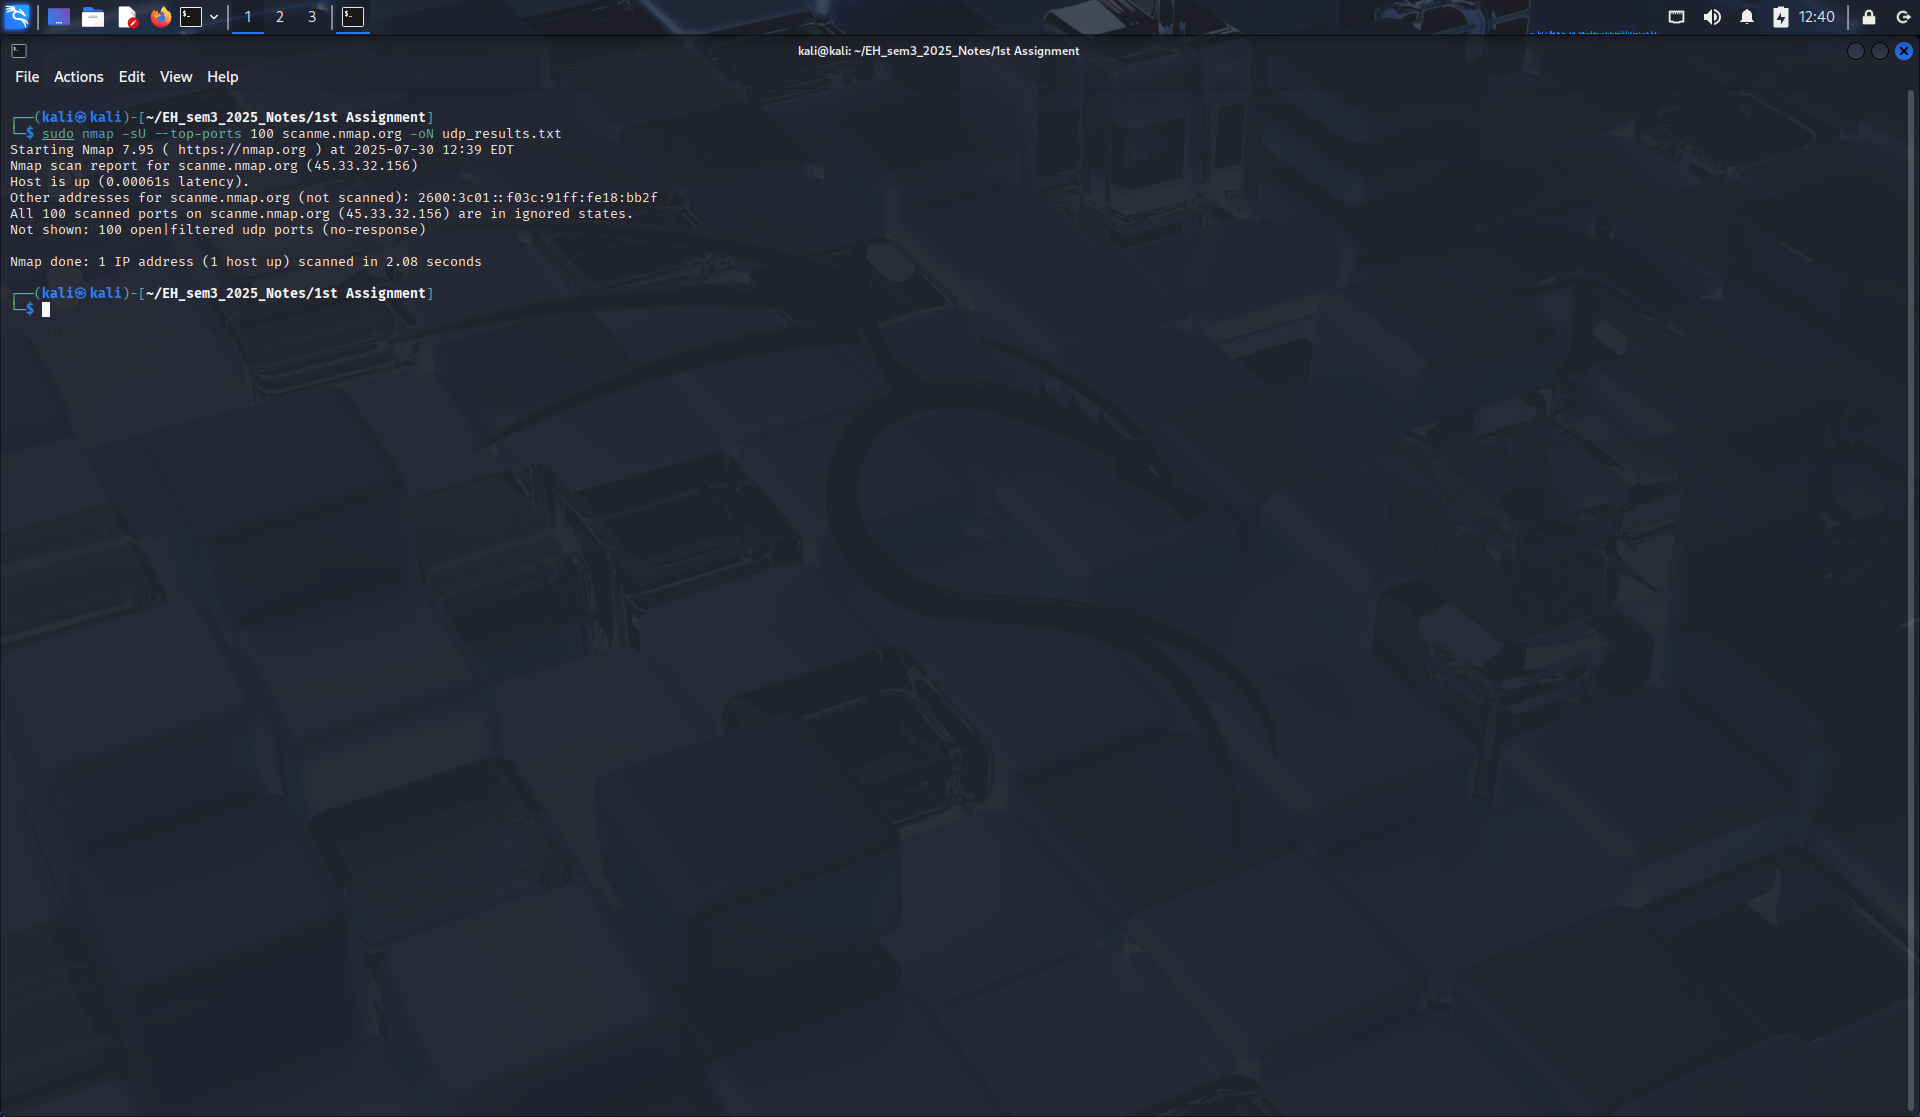 1 2 3 12:40
kali@kali: ~/EH_sem3_2025_Notes/1st Assignment
File Actions Edit View Help
┌──(kali㉿kali)-[~/EH_sem3_2025_Notes/1st Assignment]
└─$ sudo nmap -sU --top-ports 100 scanme.nmap.org -oN udp_results.txt
Starting Nmap 7.95 ( https://nmap.org ) at 2025-07-30 12:39 EDT
Nmap scan report for scanme.nmap.org (45.33.32.156)
Host is up (0.00061s latency).
Other addresses for scanme.nmap.org (not scanned): 2600:3c01::f03c:91ff:fe18:bb2f
All 100 scanned ports on scanme.nmap.org (45.33.32.156) are in ignored states.
Not shown: 100 open|filtered udp ports (no-response)
Nmap done: 1 IP address (1 host up) scanned in 2.08 seconds
┌──(kali㉿kali)-[~/EH_sem3_2025_Notes/1st Assignment]
└─$
Trash